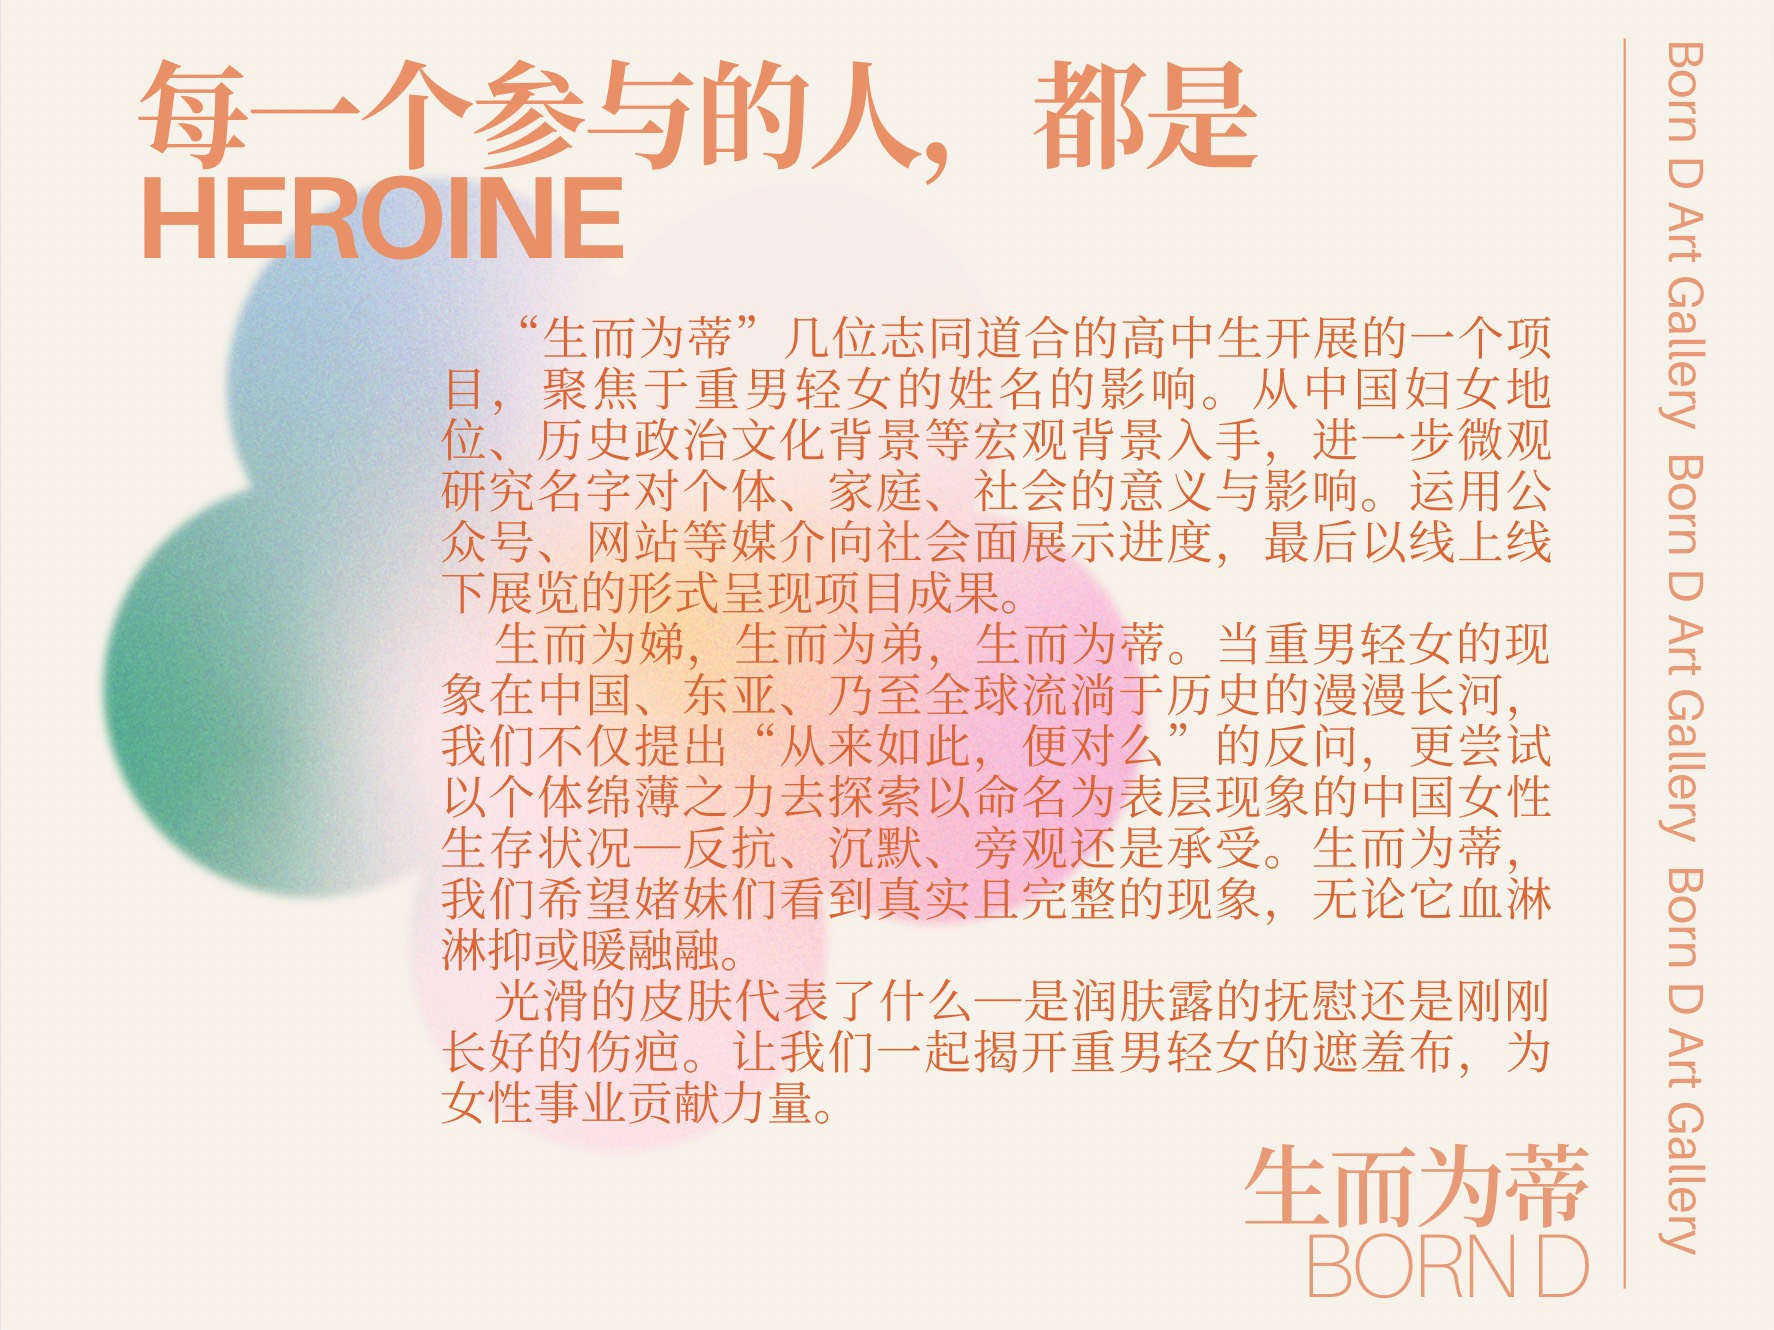 每一个参与的人，都是
HEROINE
“生而为蒂”几位志同道合的高中生开展的一个项
目，聚焦于重男轻女的姓名的影响。从中国妇女地
位、历史政治文化背景等宏观背景入手，进一步微观
研究名字对个体、家庭、社会的意义与影响。运用公
众号、网站等媒介向社会面展示进度，最后以线上线
下展览的形式呈现项目成果。
生而为娣，生而为弟，生而为蒂。当重男轻女的现
象在中国、东亚、乃至全球流淌于历史的漫漫长河，
我们不仅提出“从来如此，便对么”的反问，更尝试
以个体绵薄之力去探索以命名为表层现象的中国女性
生存状况—反抗、沉默、旁观还是承受。生而为蒂，
我们希望媎妹们看到真实且完整的现象，无论它血淋
淋抑或暖融融。
光滑的皮肤代表了什么—是润肤露的抚慰还是刚刚
长好的伤疤。让我们一起揭开重男轻女的遮羞布，为
女性事业贡献力量。
生而为蒂
BORN D
Born D Art Gallery Born D Art Gallery Born D Art Gallery